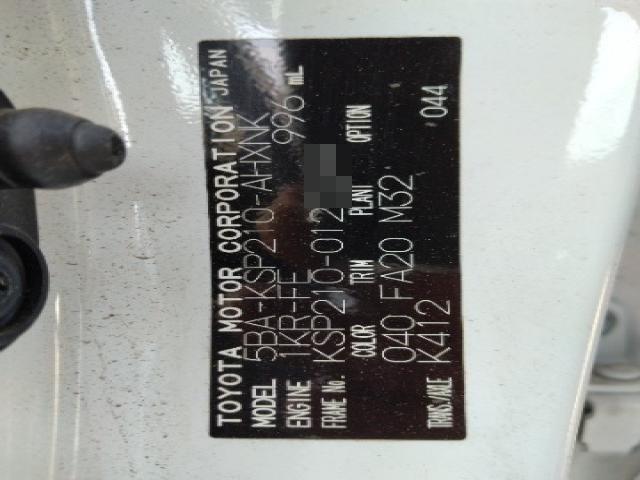 TOYOTA MOTOR CORPORATION JAPAN
MODEL 5BA-KSP210-AHXNK
ENGINE 1KR-FE 996 mL
FRAME No. KSP210-012
COLOR TRIM PLANT OPTION
040 FA20 M32 044
TRANS./AXLE K412